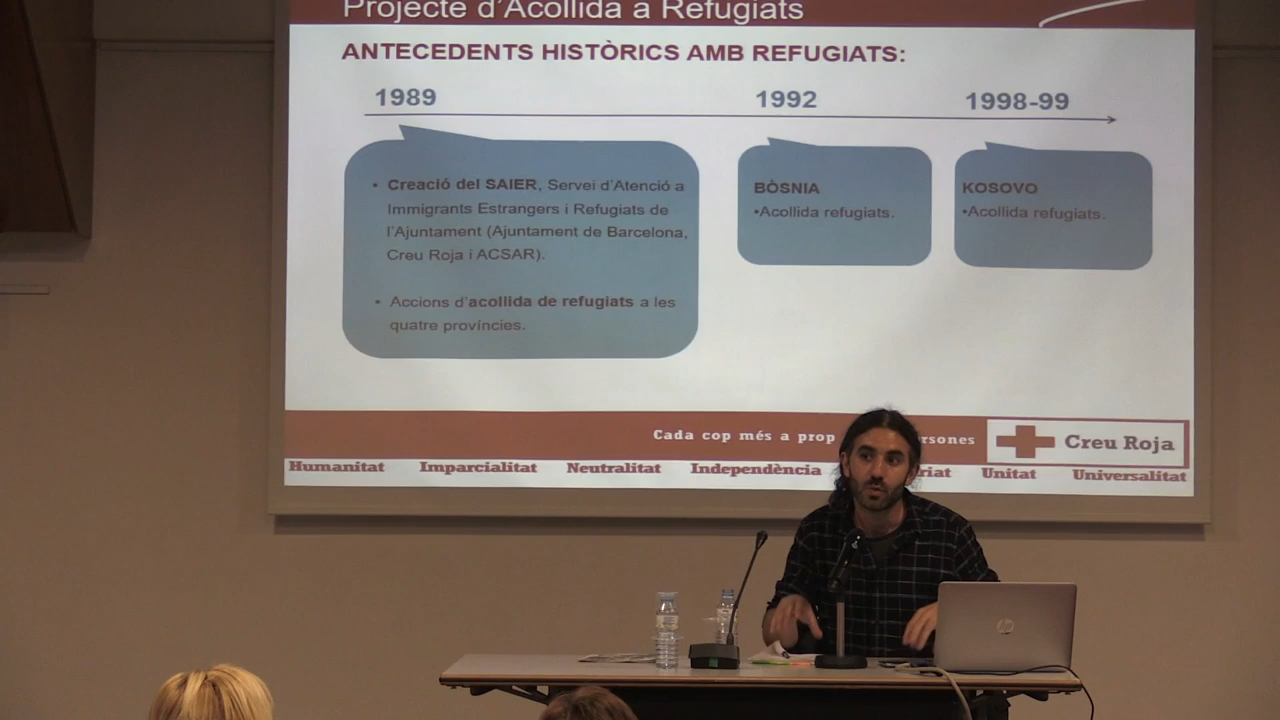 Projecte d'Acollida a Refugiats
ANTECEDENTS HISTÒRICS AMB REFUGIATS:
1989
1992
1998-99
• Creació del SAIER, Servei d'Atenció a
Immigrants Estrangers i Refugiats de
l'Ajuntament (Ajuntament de Barcelona,
Creu Roja i ACSAR).
• Accions d'acollida de refugiats a les
quatre províncies.
BÒSNIA
•Acollida refugiats.
KOSOVO
•Acollida refugiats.
Cada cop més a prop
Creu Roja
Humanitat Imparcialitat Neutralitat Independència Unitat Universalitat
hp